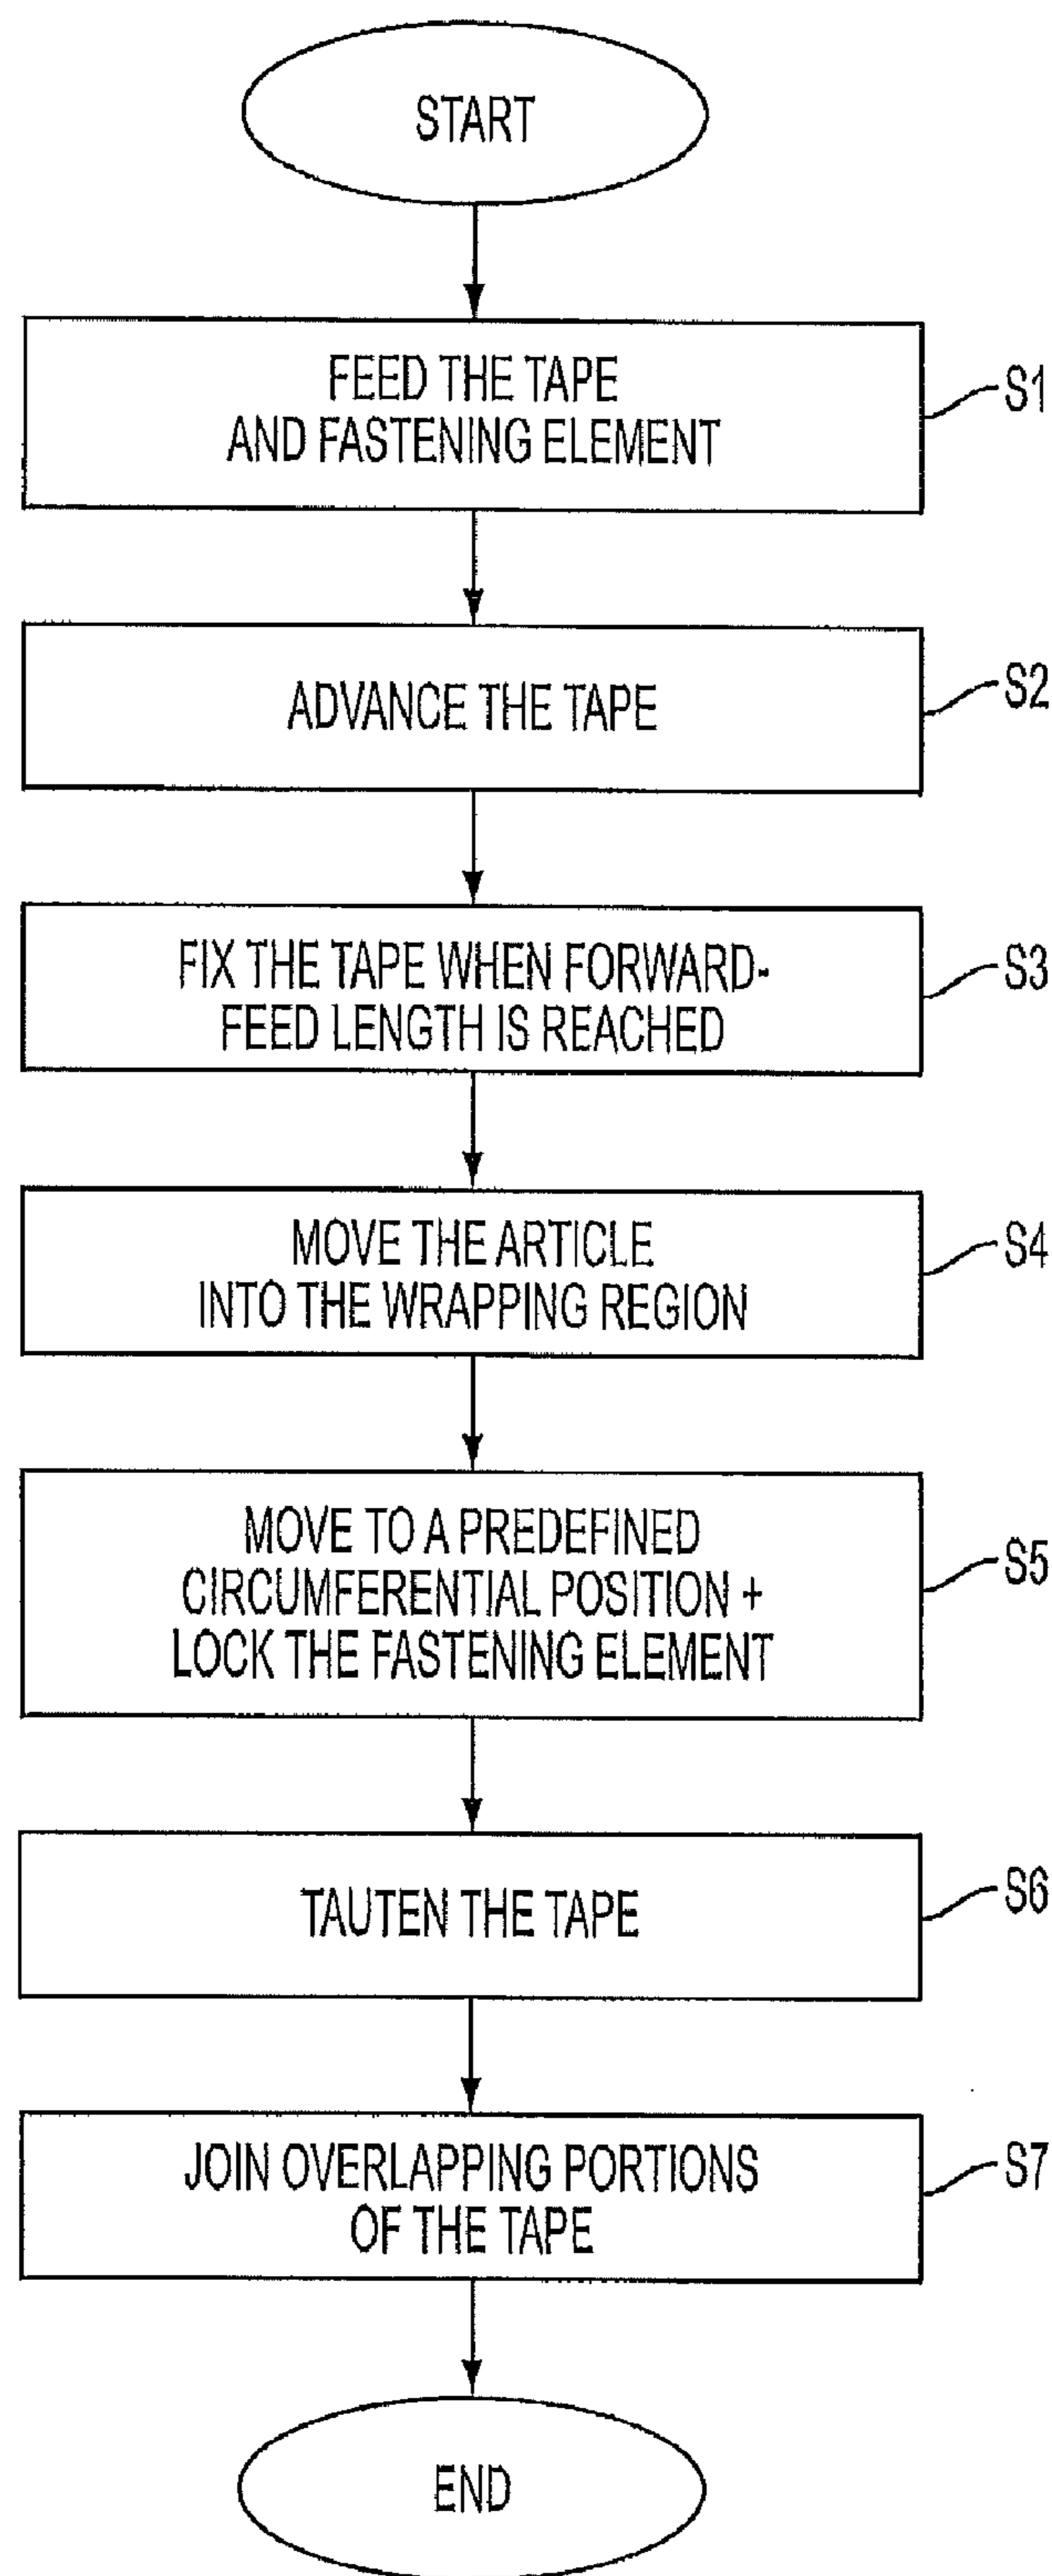 START
FEED THE TAPE
AND FASTENING ELEMENT
S1
ADVANCE THE TAPE
S2
FIX THE TAPE WHEN FORWARD-
FEED LENGTH IS REACHED
S3
MOVE THE ARTICLE
INTO THE WRAPPING REGION
S4
MOVE TO A PREDEFINED
CIRCUMFERENTIAL POSITION +
LOCK THE FASTENING ELEMENT
S5
TAUTEN THE TAPE
S6
JOIN OVERLAPPING PORTIONS
OF THE TAPE
S7
END